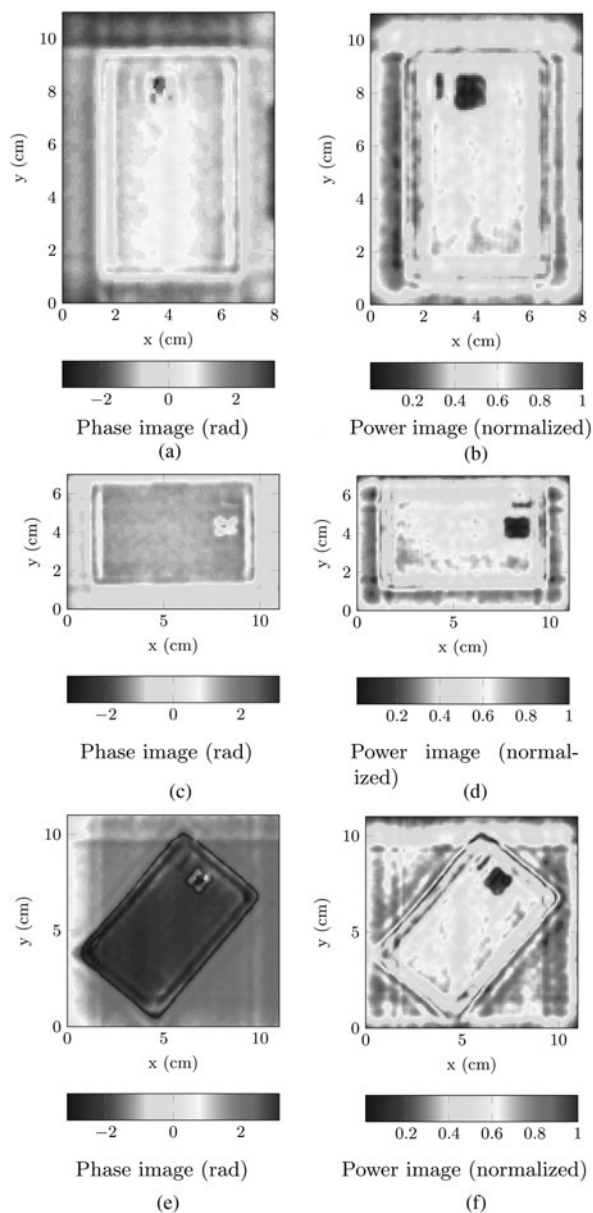 10
8
6
4
2
0
y (cm)
0 2 4 6 8
x (cm)
−2 0 2
Phase image (rad)
(a)
10
8
6
4
2
0
y (cm)
0 2 4 6 8
x (cm)
0.2 0.4 0.6 0.8 1
Power image (normalized)
(b)
6
4
2
0
y (cm)
0 5 10
x (cm)
−2 0 2
Phase image (rad)
(c)
6
4
2
0
y (cm)
0 5 10
x (cm)
0.2 0.4 0.6 0.8 1
Power image (normal-
ized)
(d)
10
5
0
y (cm)
0 5 10
x (cm)
−2 0 2
Phase image (rad)
(e)
10
5
0
y (cm)
0 5 10
x (cm)
0.2 0.4 0.6 0.8 1
Power image (normalized)
(f)